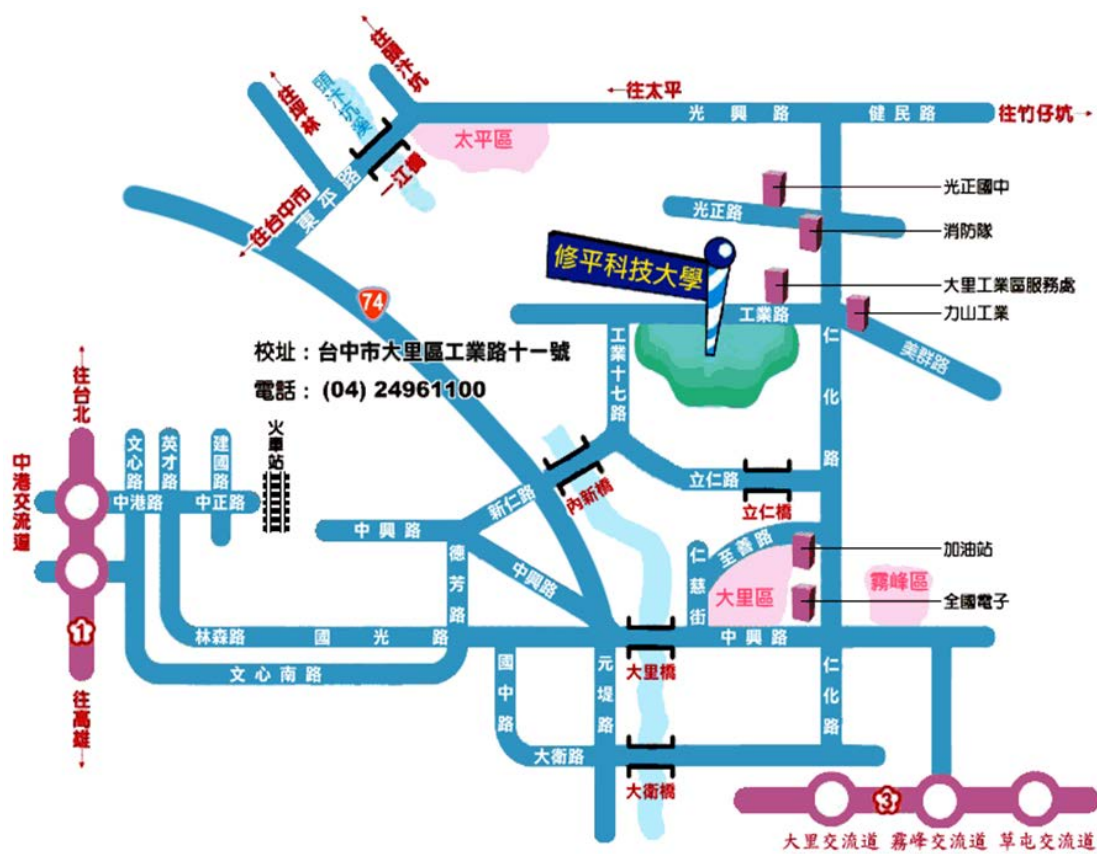 往頭汴坑
往坪林
頭汴坑溪
往太平
光興路
健民路
往竹仔坑
太平區
一江橋
東平路
往台中市
光正國中
光正路
消防隊
修平科技大學
大里工業區服務處
74
工業路
力山工業
美群路
校址：台中市大里區工業路十一號
電話： (04) 24961100
工業十七路
仁化路
往台北
中港交流道
文心路
英才路
建國路
火車站
中港路
中正路
新仁路
內新橋
立仁路
立仁橋
中興路
德芳路
中興路
仁慈街
至善路
加油站
大里區
霧峰區
全國電子
1
林森路
國光路
中興路
文心南路
國中路
元堤路
大里橋
仁化路
往高雄
大衛路
大衛橋
3
大里交流道
霧峰交流道
草屯交流道